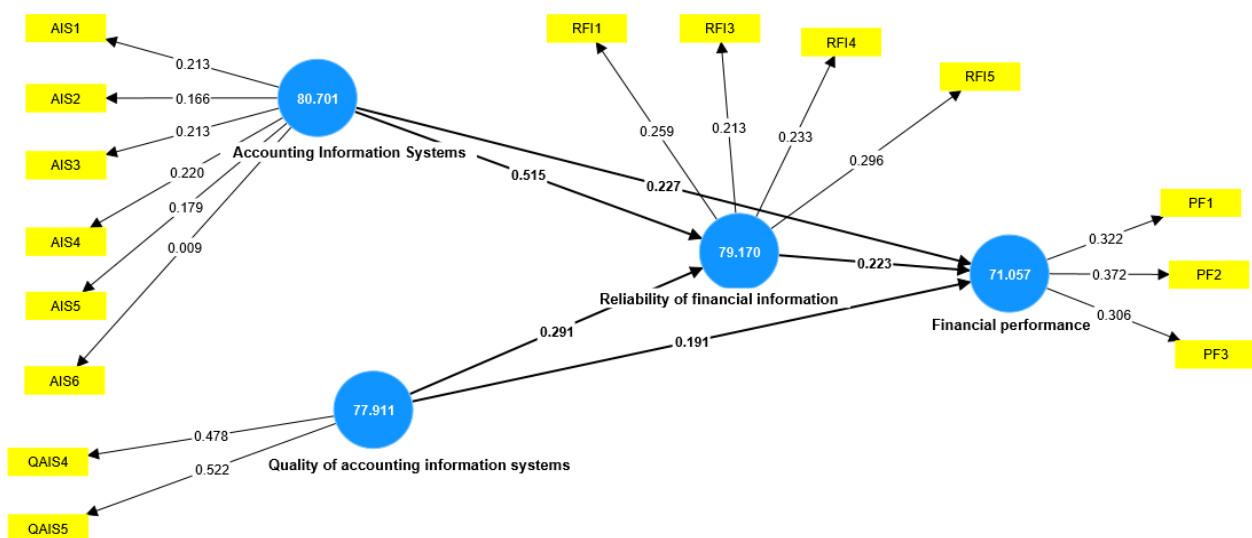 AIS1
RFI1
RFI3
RFI4
RFI5
0.213
AIS2
0.166
80.701
0.213
AIS3
Accounting Information Systems
0.259
0.213
0.233
0.296
0.220
0.515
0.227
0.179
PF1
AIS4
0.009
0.322
79.170
0.223
71.057
0.372
PF2
AIS5
Reliability of financial information
0.306
Financial performance
0.291
0.191
PF3
AIS6
77.911
0.478
QAIS4
Quality of accounting information systems
0.522
QAIS5